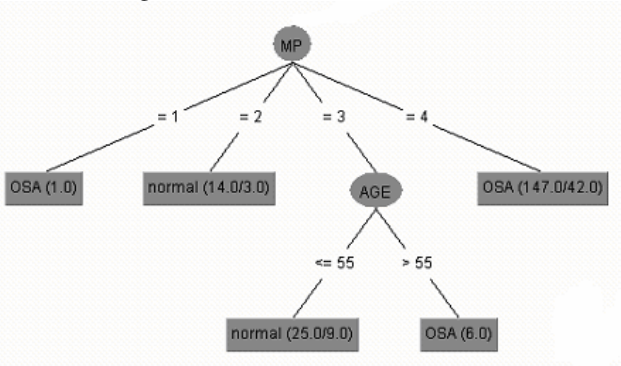 MP
= 1
= 2
= 3
= 4
OSA (1.0)
normal (14.0/3.0)
AGE
OSA (147.0/42.0)
<= 55
> 55
normal (25.0/9.0)
OSA (6.0)